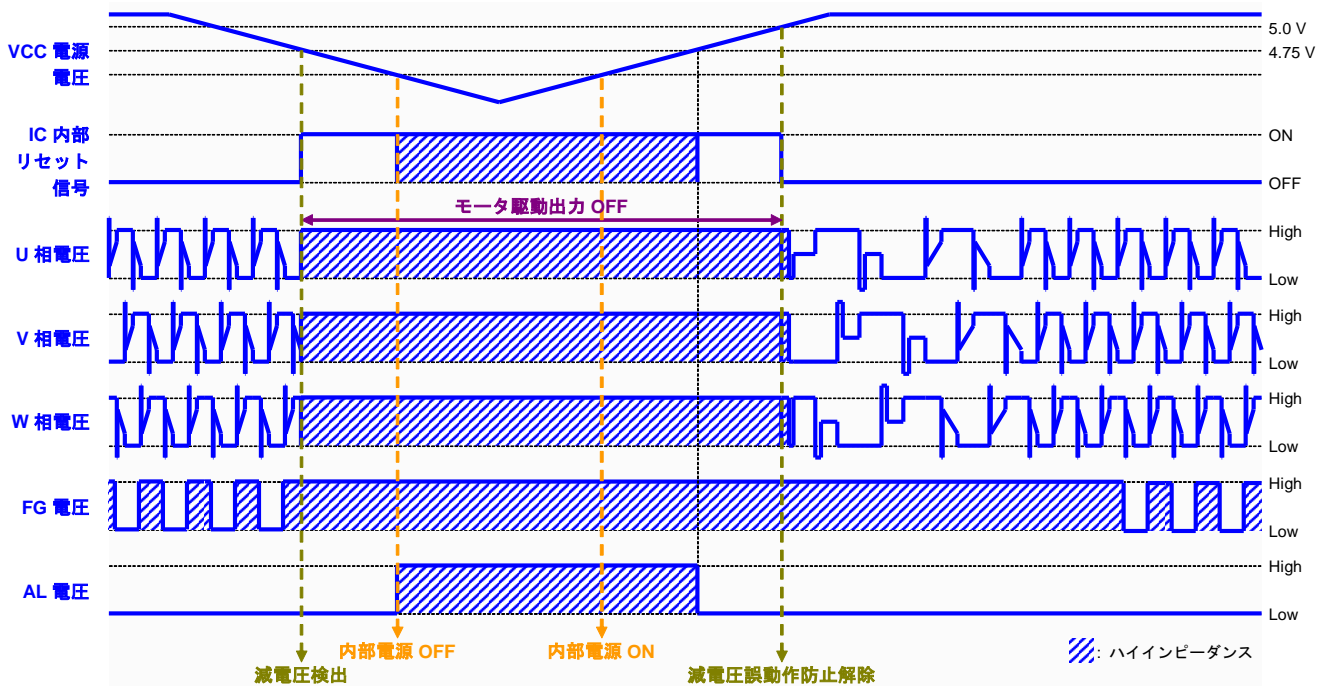 5.0 V
VCC 電源
電圧
4.75 V
IC 内部
リセット
信号
ON
OFF
モータ駆動出力 OFF
U 相電圧
High
Low
V 相電圧
High
Low
W 相電圧
High
Low
FG 電圧
High
Low
AL 電圧
High
Low
内部電源 OFF
内部電源 ON
: ハイインピーダンス
減電圧検出
減電圧誤動作防止解除